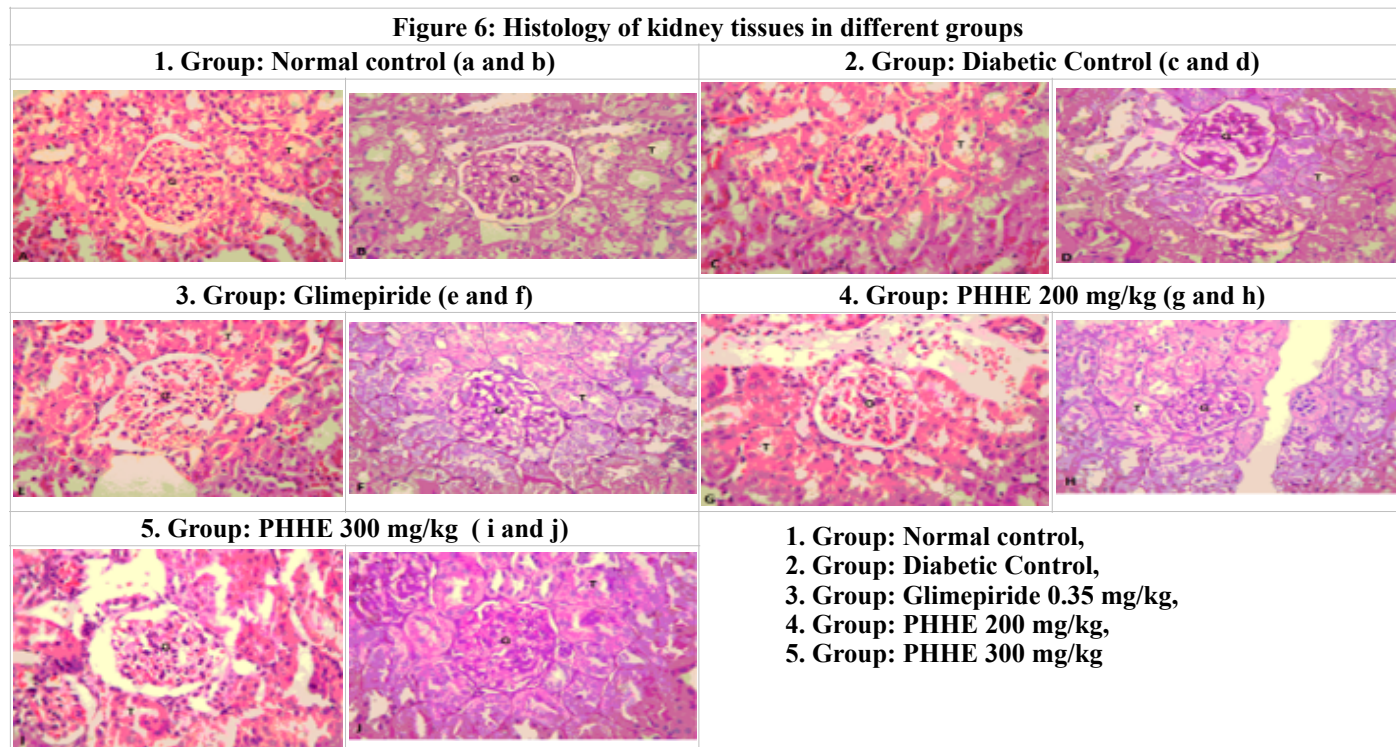 Figure 6: Histology of kidney tissues in different groups
1. Group: Normal control (a and b)
2. Group: Diabetic Control (c and d)
G
T
A
G
T
B
G
T
C
G
T
D
3. Group: Glimepiride (e and f)
4. Group: PHHE 200 mg/kg (g and h)
G
T
E
G
T
F
G
T
G
G
T
H
5. Group: PHHE 300 mg/kg ( i and j)
G
T
I
G
T
J
1. Group: Normal control,
2. Group: Diabetic Control,
3. Group: Glimepiride 0.35 mg/kg,
4. Group: PHHE 200 mg/kg,
5. Group: PHHE 300 mg/kg